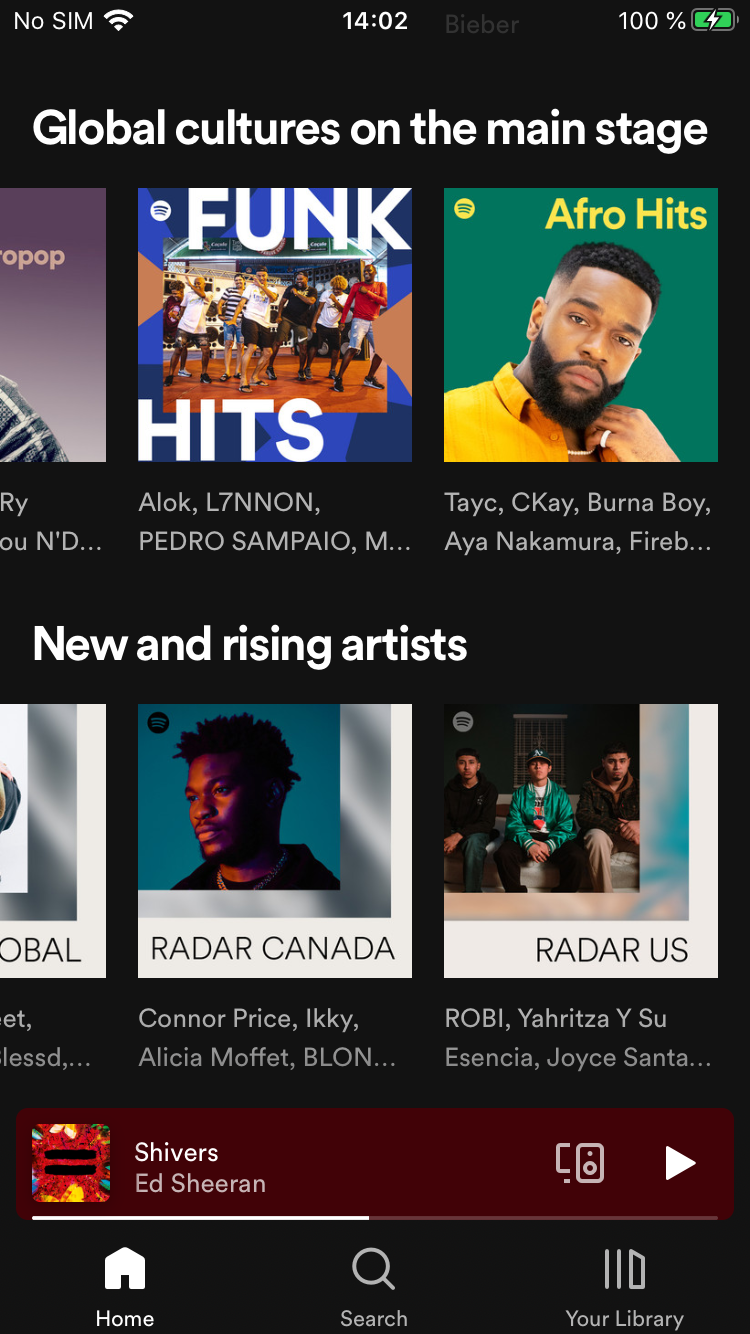 No SIM 14:02 Bieber 100 %
Global cultures on the main stage
ropop
FUNK
HITS
Afro Hits
Ry
ou N'D...
Alok, L7NNON,
PEDRO SAMPAIO, M...
Tayc, CKay, Burna Boy,
Aya Nakamura, Fireb...
New and rising artists
OBAL
RADAR CANADA
RADAR US
et,
lessd,...
Connor Price, Ikky,
Alicia Moffet, BLON...
ROBI, Yahritza Y Su
Esencia, Joyce Santa...
Shivers
Ed Sheeran
Home
Search
Your Library